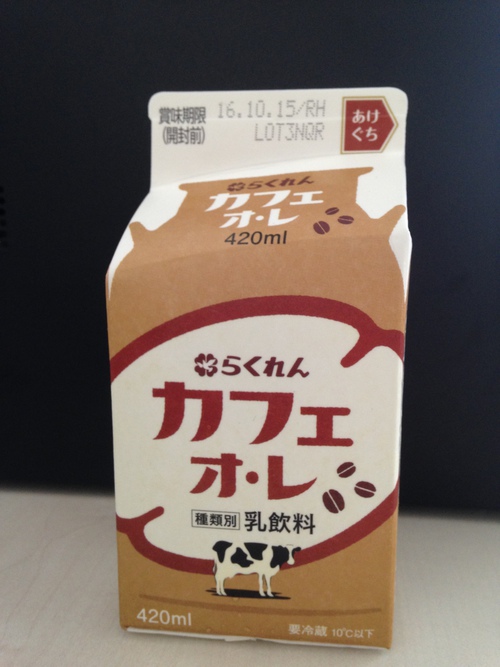 賞味期限 16.10.15/RH
(開封前) LOT3NQR
あけ
ぐち
らくれん
カフェ
オ・レ
420ml
らくれん
カフェ
オ・レ
種類別 乳飲料
420ml
要冷蔵 10℃以下